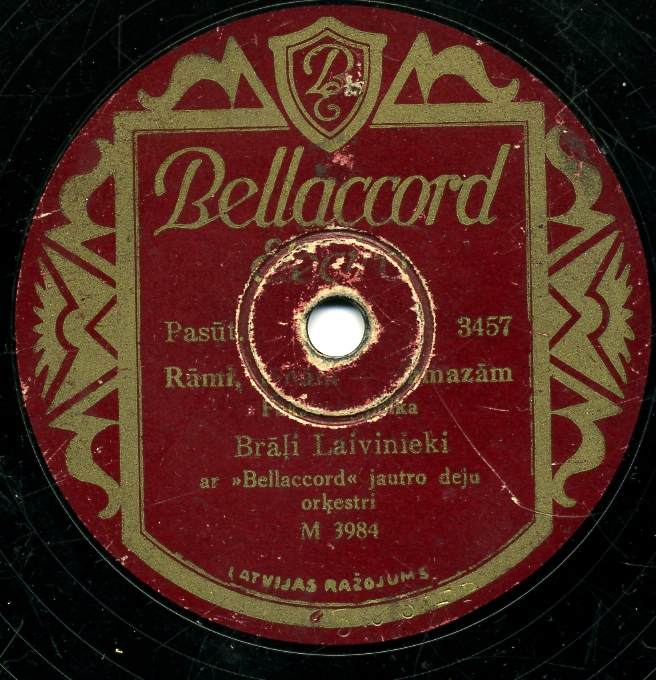 Bellaccord
Pasūt. 3457
Rāmi, mazām
Brāļi Laivinieki
ar »Bellaccord« jautro deju
orķestri
M 3984
LATVIJAS RAŽOJUMS